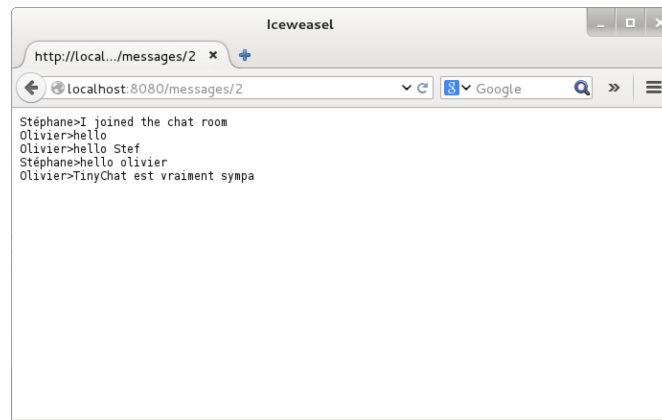 Iceweasel
http://local.../messages/2
localhost:8080/messages/2
Google
Stéphane>I joined the chat room
Olivier>hello
Olivier>hello Stef
Stéphane>hello olivier
Olivier>TinyChat est vraiment sympa